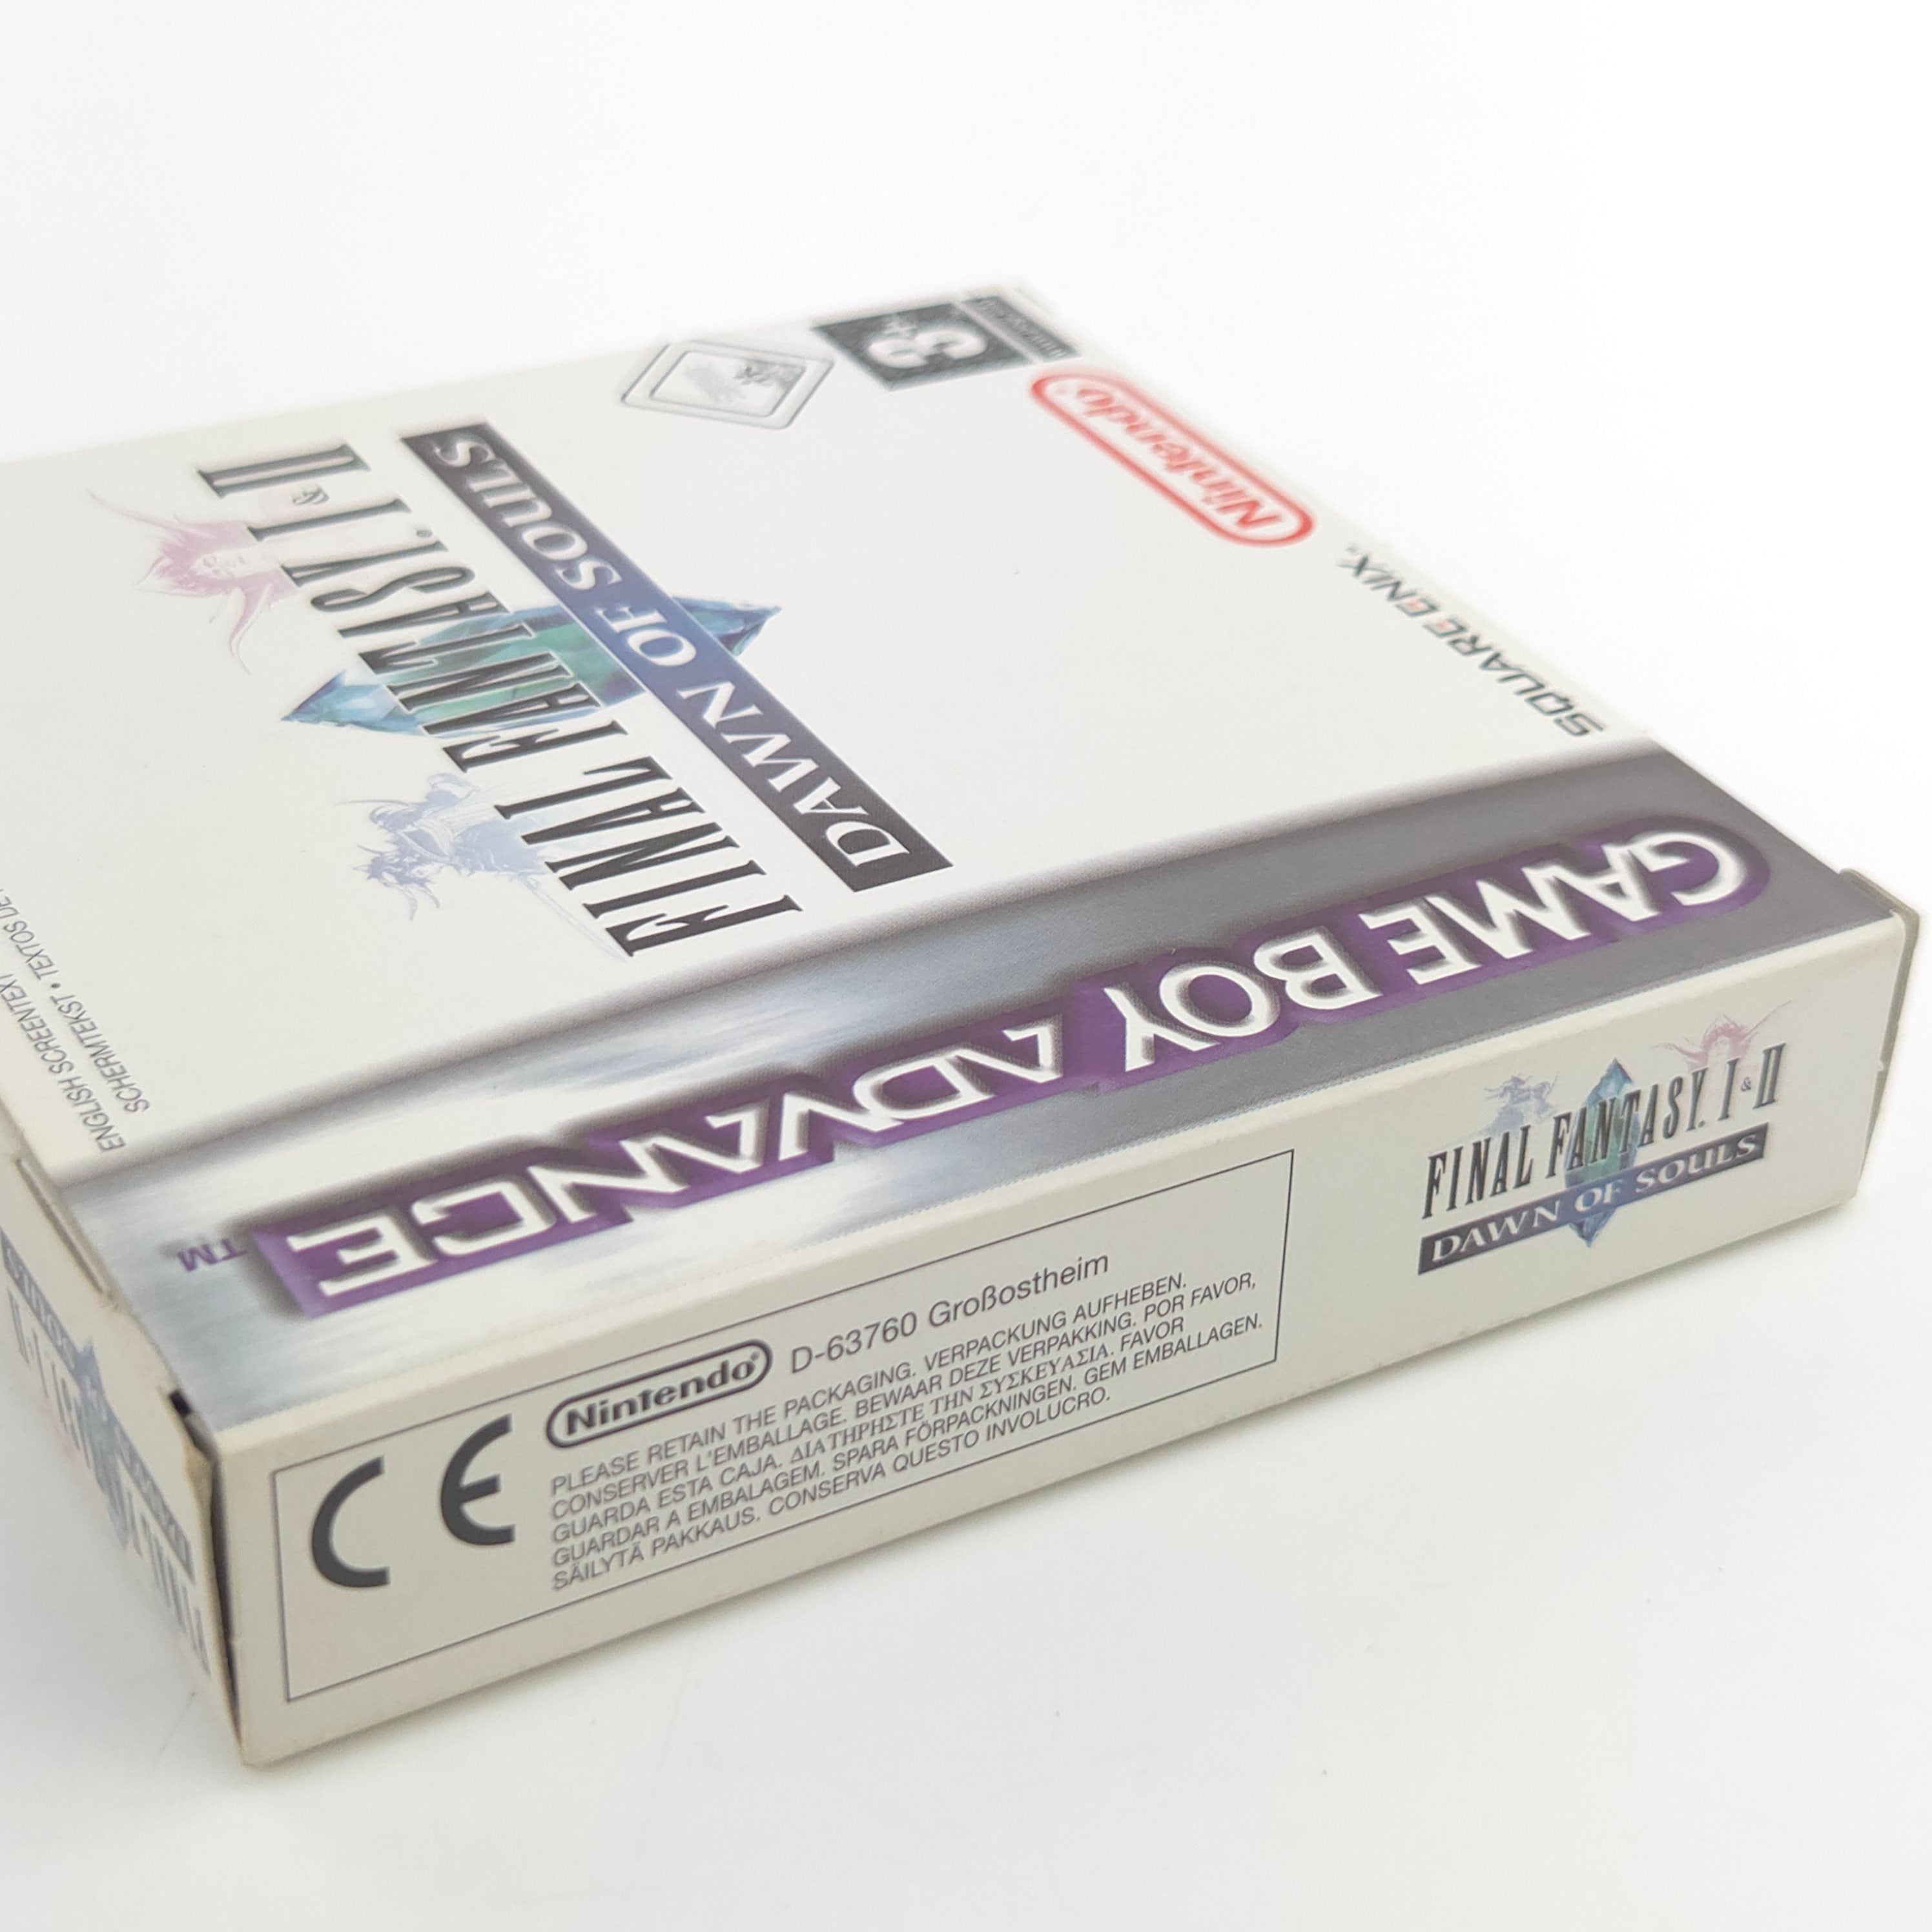 3+
Nintendo®
SQUARE ENIX
FINAL FANTASY® I & II
DAWN OF SOULS
ENGLISH SCREENTEXT
SCHERMTEKST • TEXTOS DE
GAME BOY ADVANCE™
FINAL FANTASY. I & II
DAWN OF SOULS
CE
Nintendo® D-63760 Großostheim
PLEASE RETAIN THE PACKAGING. VERPACKUNG AUFHEBEN.
CONSERVER L'EMBALLAGE. BEWAAR DEZE VERPAKKING. POR FAVOR,
GUARDA ESTA CAJA. ΔΙΑΤΗΡΗΣΤΕ ΤΗΝ ΣΥΣΚΕΥΑΣΙΑ. FAVOR
GUARDAR A EMBALAGEM. SPARA FÖRPACKNINGEN. GEM EMBALLAGEN.
SÄILYTÄ PAKKAUS. CONSERVA QUESTO INVOLUCRO.